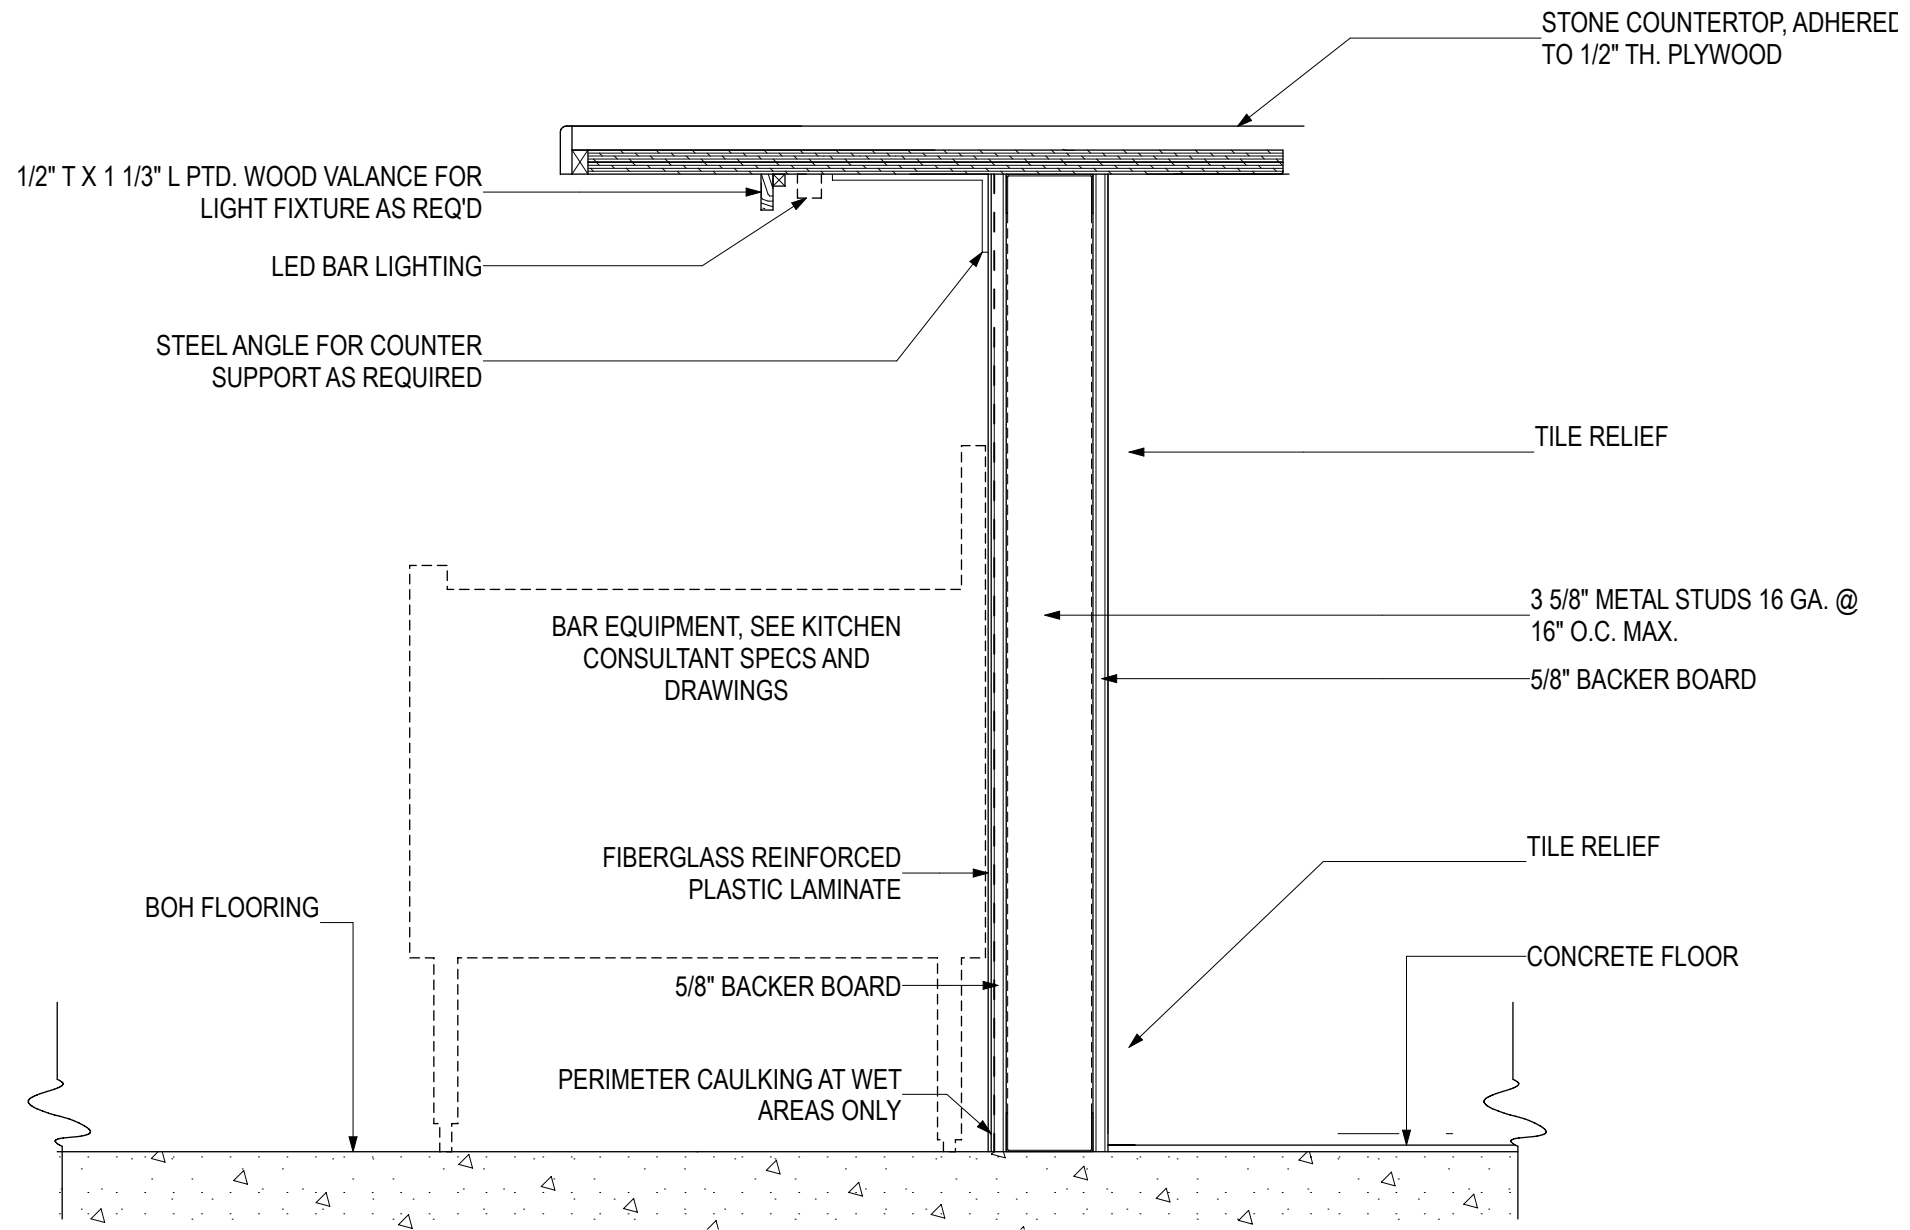 STONE COUNTERTOP, ADHERED
TO 1/2" TH. PLYWOOD
1/2" T X 1 1/3" L PTD. WOOD VALANCE FOR
LIGHT FIXTURE AS REQ'D
LED BAR LIGHTING
STEEL ANGLE FOR COUNTER
SUPPORT AS REQUIRED
TILE RELIEF
3 5/8" METAL STUDS 16 GA. @
16" O.C. MAX.
BAR EQUIPMENT, SEE KITCHEN
CONSULTANT SPECS AND
DRAWINGS
5/8" BACKER BOARD
FIBERGLASS REINFORCED
PLASTIC LAMINATE
TILE RELIEF
BOH FLOORING
CONCRETE FLOOR
5/8" BACKER BOARD
PERIMETER CAULKING AT WET
AREAS ONLY